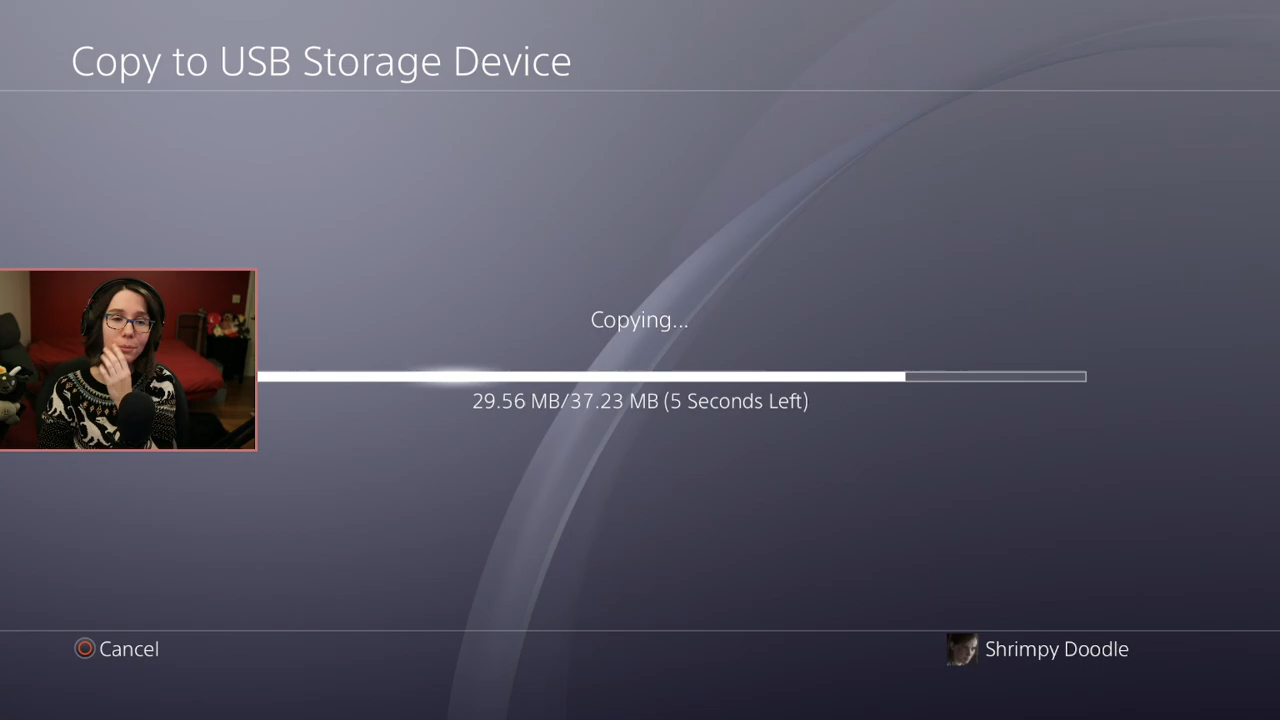 Copy to USB Storage Device
Copying...
29.56 MB/37.23 MB (5 Seconds Left)
Cancel
Shrimpy Doodle